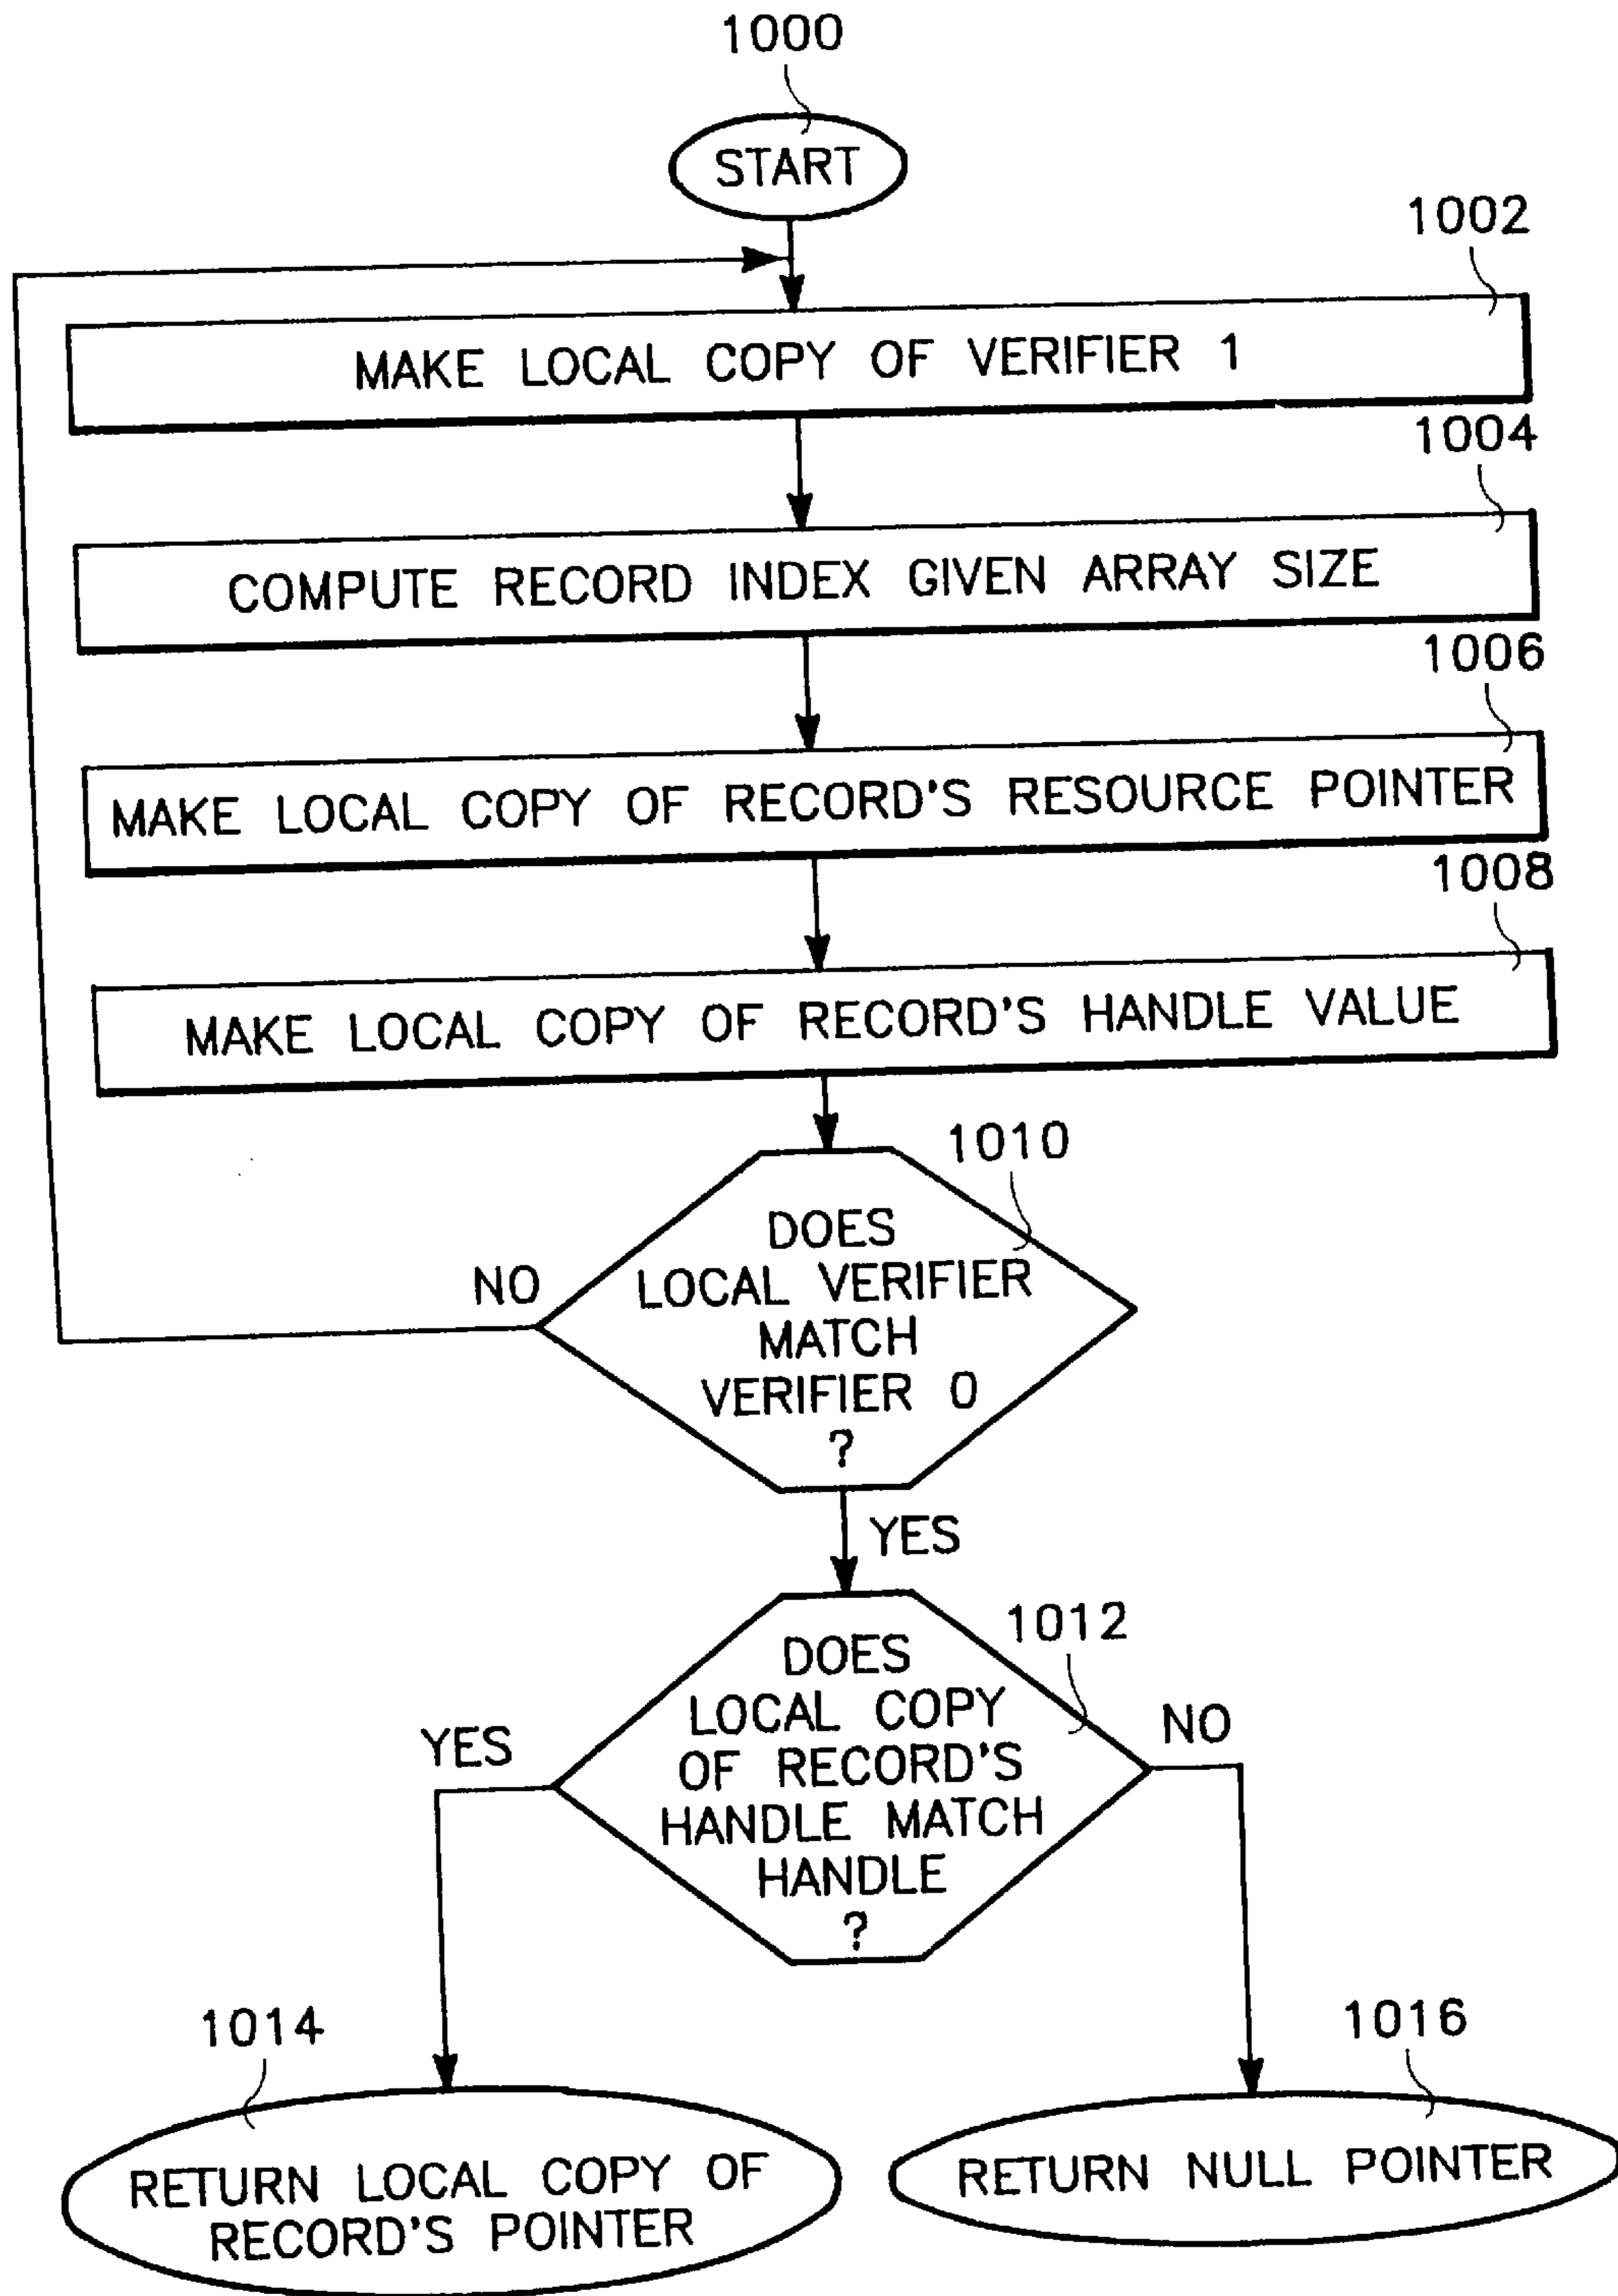 1000
START
1002
MAKE LOCAL COPY OF VERIFIER 1
1004
COMPUTE RECORD INDEX GIVEN ARRAY SIZE
1006
MAKE LOCAL COPY OF RECORD'S RESOURCE POINTER
1008
MAKE LOCAL COPY OF RECORD'S HANDLE VALUE
1010
DOES
LOCAL VERIFIER
MATCH
VERIFIER 0
?
NO
YES
1012
DOES
LOCAL COPY
OF RECORD'S
HANDLE MATCH
HANDLE
?
YES
NO
1014
RETURN LOCAL COPY OF
RECORD'S POINTER
1016
RETURN NULL POINTER